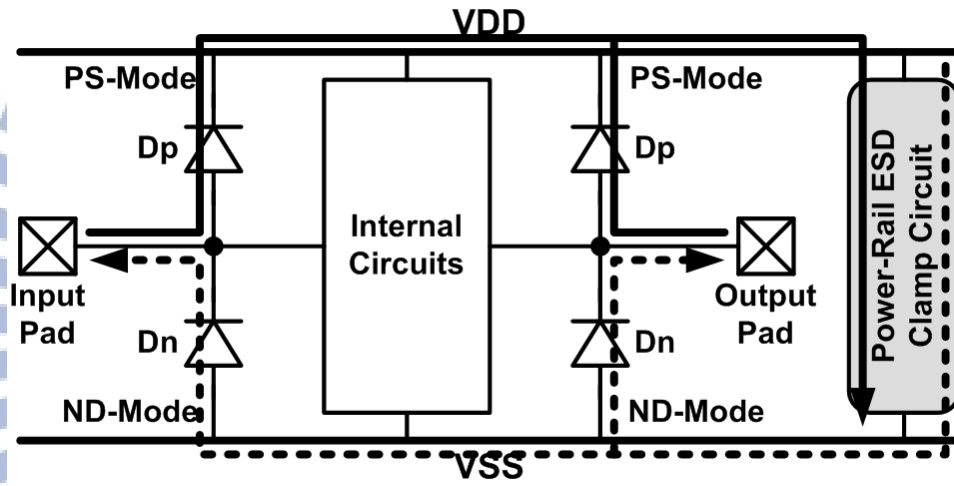 VDD
PS-Mode
PS-Mode
Dp
Dp
Internal
Circuits
Input
Pad
Output
Pad
Power-Rail ESD
Clamp Circuit
Dn
Dn
ND-Mode
ND-Mode
VSS